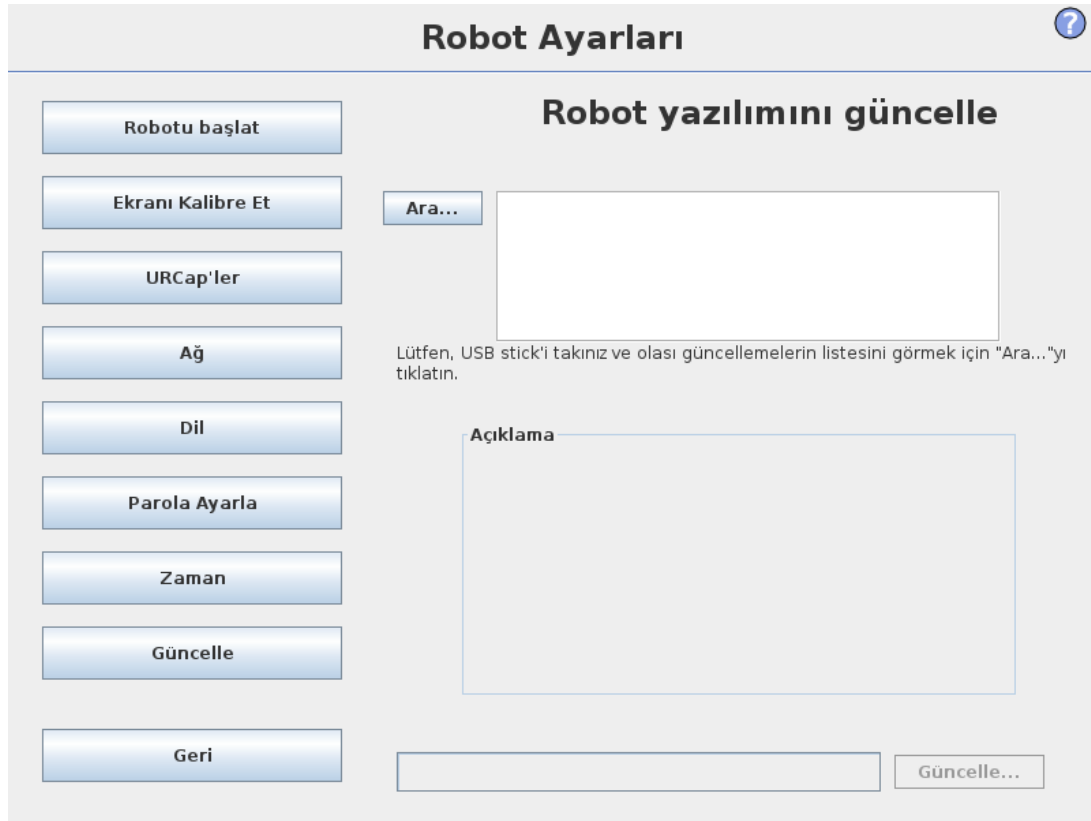 Robot Ayarları
?
Robotu başlat
Ekranı Kalibre Et
URCap'ler
Ağ
Dil
Parola Ayarla
Zaman
Güncelle
Geri
Robot yazılımını güncelle
Ara...
Lütfen, USB stick'i takınız ve olası güncellemelerin listesini görmek için "Ara..."yı
tıklatın.
Açıklama
Güncelle...